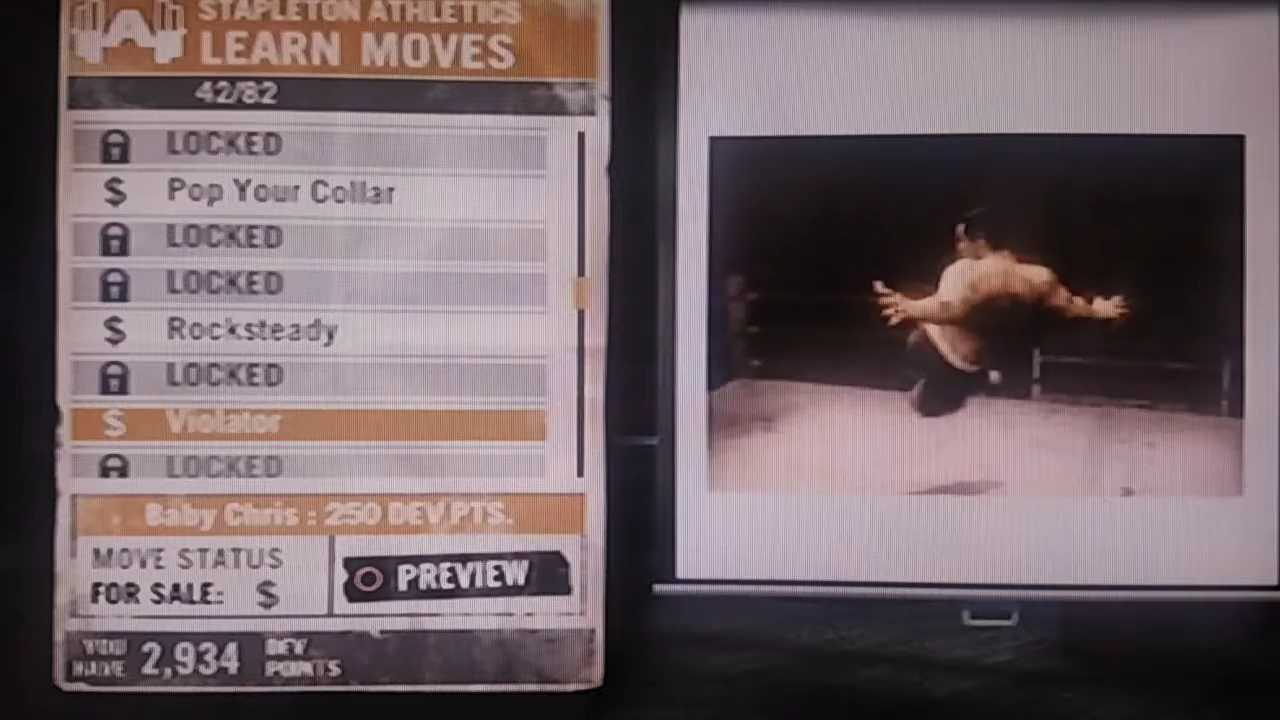 STAPLETON ATHLETICS
LEARN MOVES
42/82
LOCKED
$ Pop Your Collar
LOCKED
LOCKED
$ Rocksteady
LOCKED
$ Violator
LOCKED
Baby Chris : 250 DEV.PTS.
MOVE STATUS
FOR SALE: $
PREVIEW
YOU HAVE 2,934 DEV POINTS